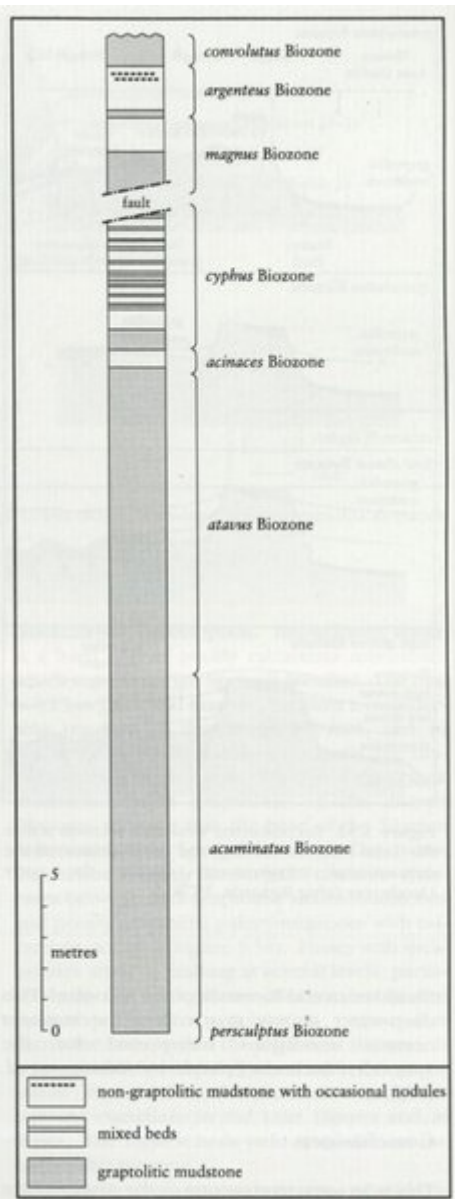 convolutus Biozone
argenteus Biozone
magnus Biozone
fault
cyphus Biozone
acinaces Biozone
atavus Biozone
acuminatus Biozone
5
metres
0
persculptus Biozone
non-graptolitic mudstone with occasional nodules
mixed beds
graptolitic mudstone